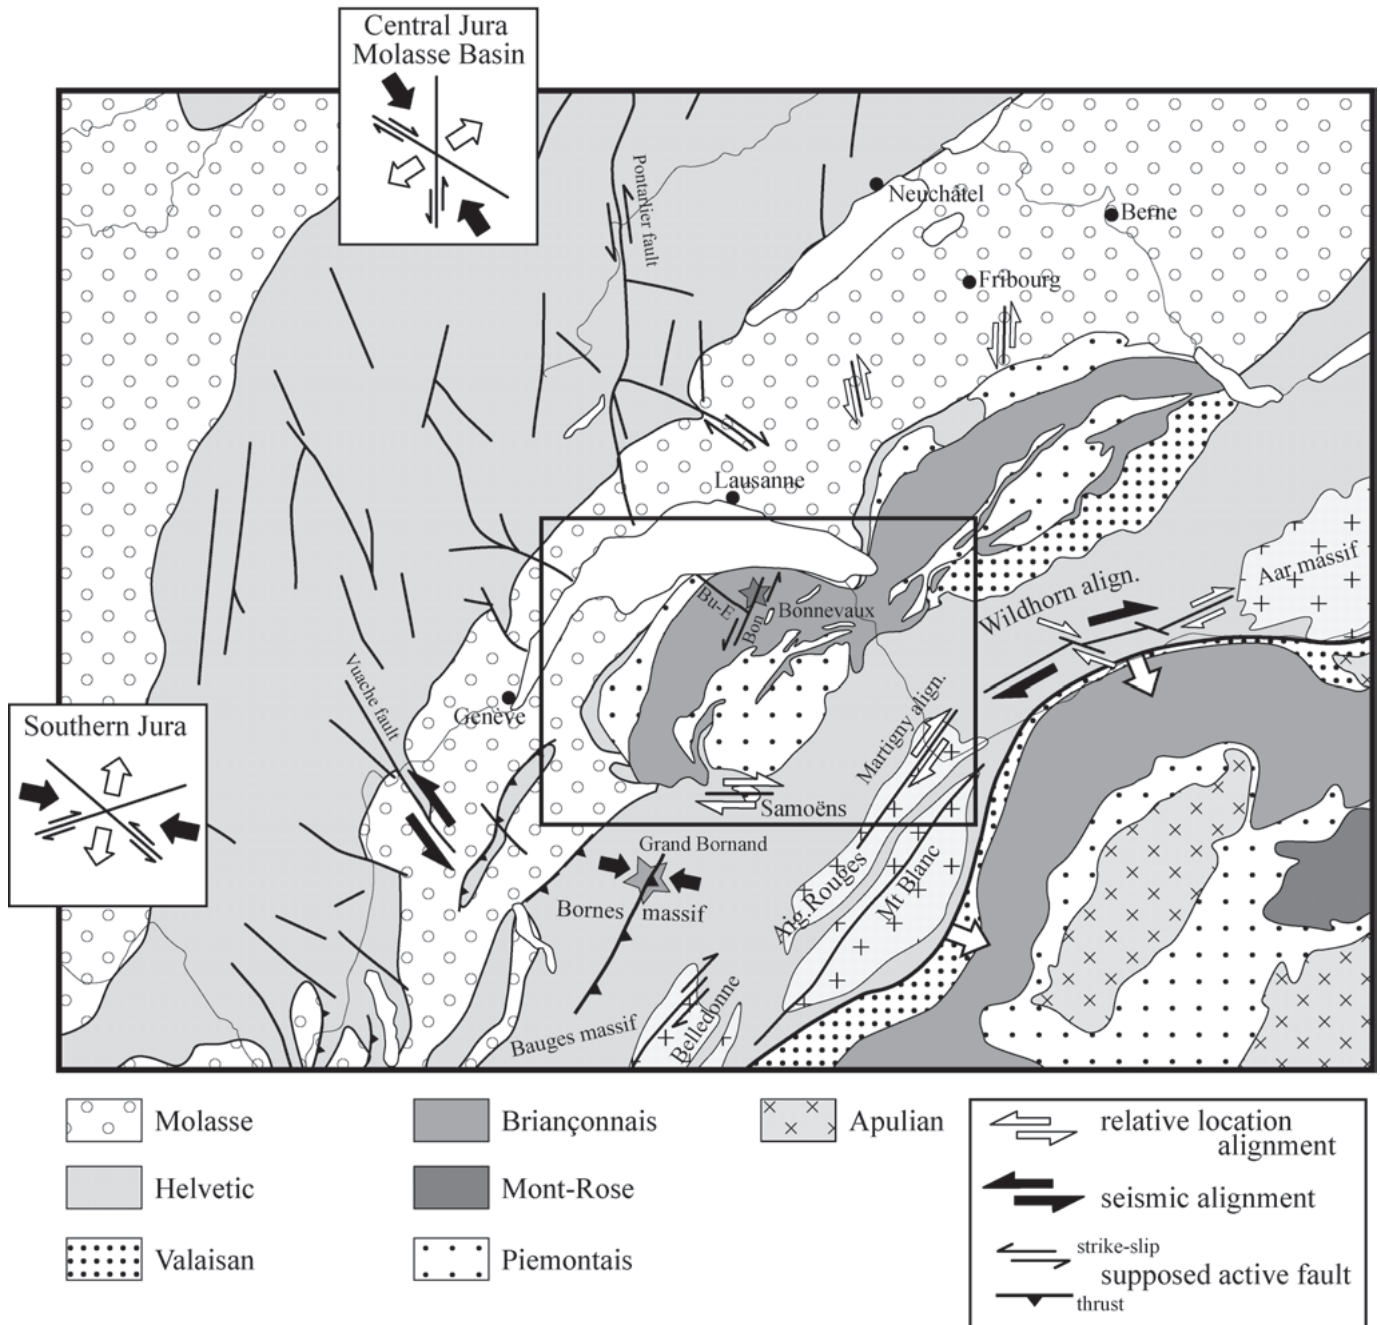 Central Jura
Molasse Basin
Pontarlier fault
Neuchâtel
Berne
Fribourg
Lausanne
Aar massif
Wildhorn align.
Bu-E
Bon
Bonnevaux
Vuache fault
Genève
Martigny align.
Southern Jura
Samoëns
Grand Bornand
Bornes massif
Aig.Rouges
Mt Blanc
Bauges massif
Belledonne
Molasse
Briançonnais
Apulian
Helvetic
Mont-Rose
Valaisan
Piemontais
relative location
alignment
seismic alignment
strike-slip
supposed active fault
thrust